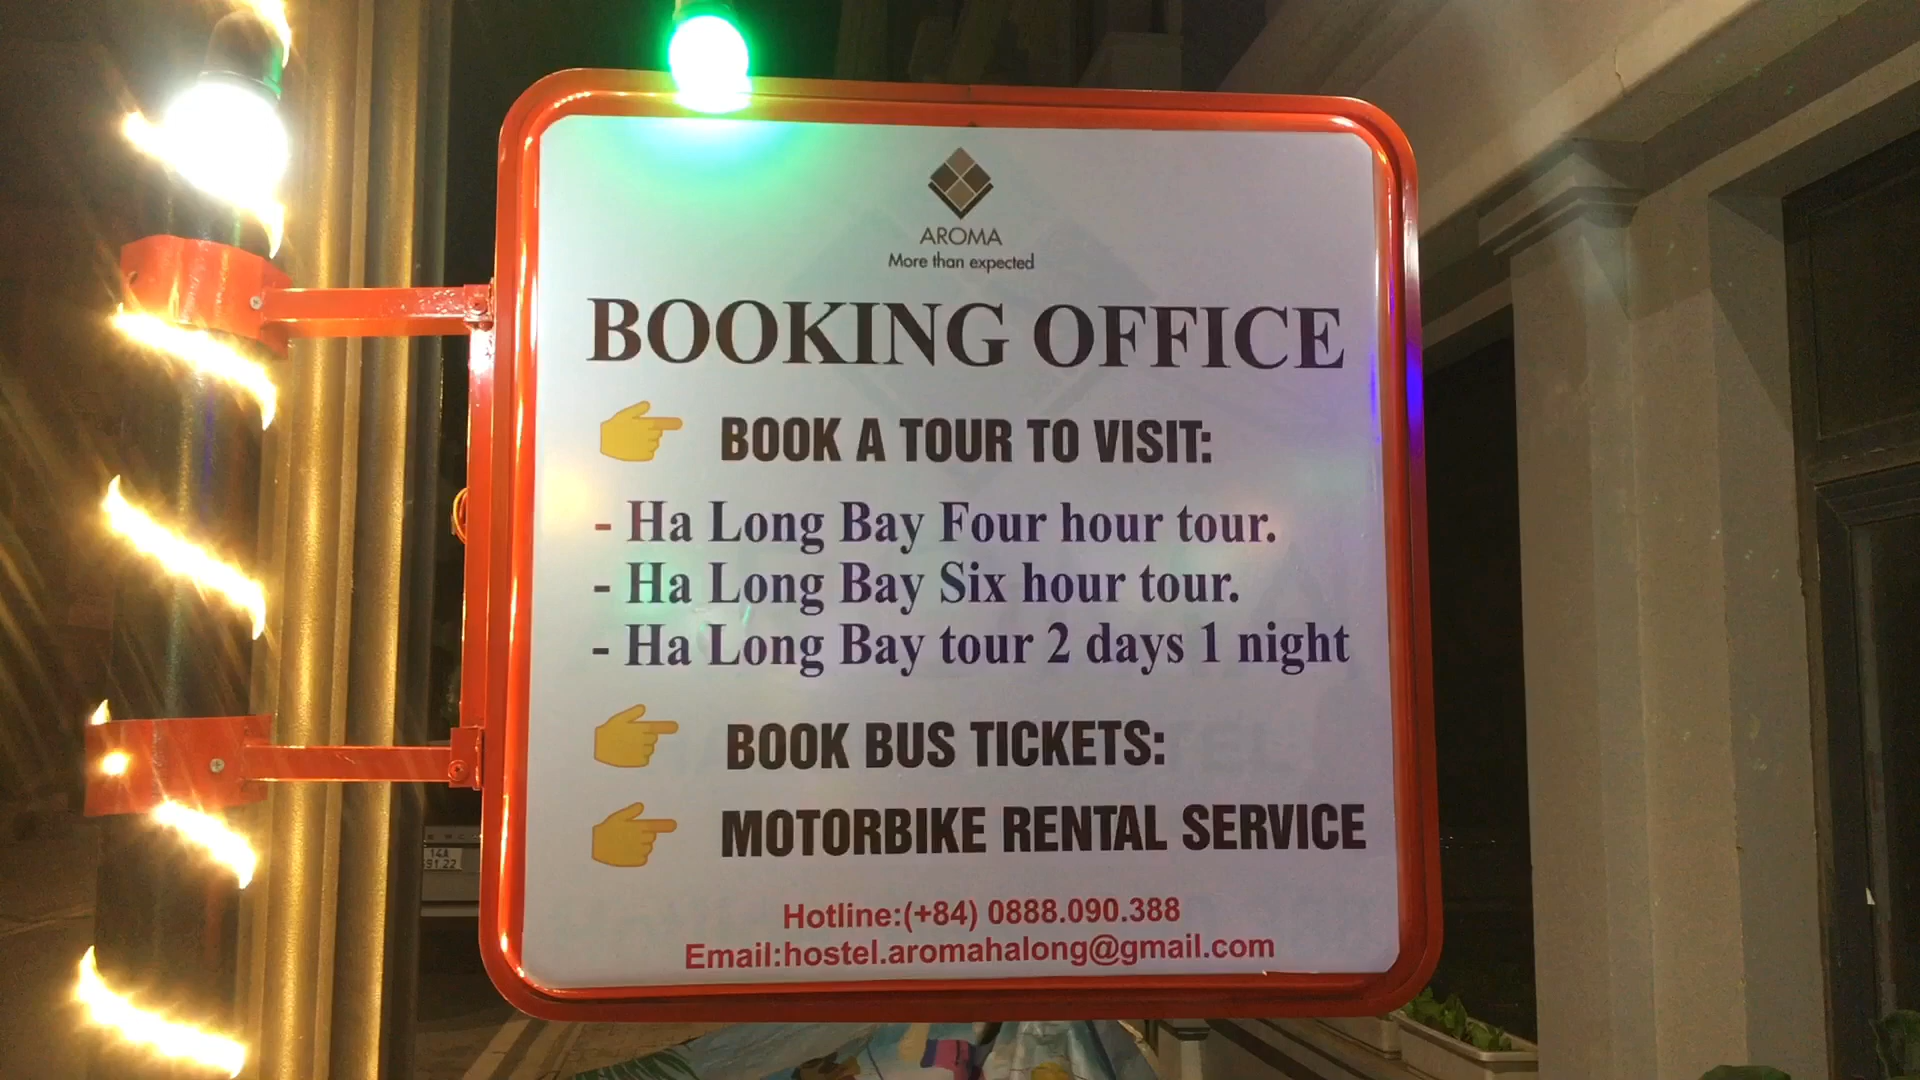 AROMA
More than expected
BOOKING OFFICE
👉 BOOK A TOUR TO VISIT:
- Ha Long Bay Four hour tour.
- Ha Long Bay Six hour tour.
- Ha Long Bay tour 2 days 1 night
👉 BOOK BUS TICKETS:
👉 MOTORBIKE RENTAL SERVICE
Hotline:(+84) 0888.090.388
Email:hostel.aromahalong@gmail.com
14A